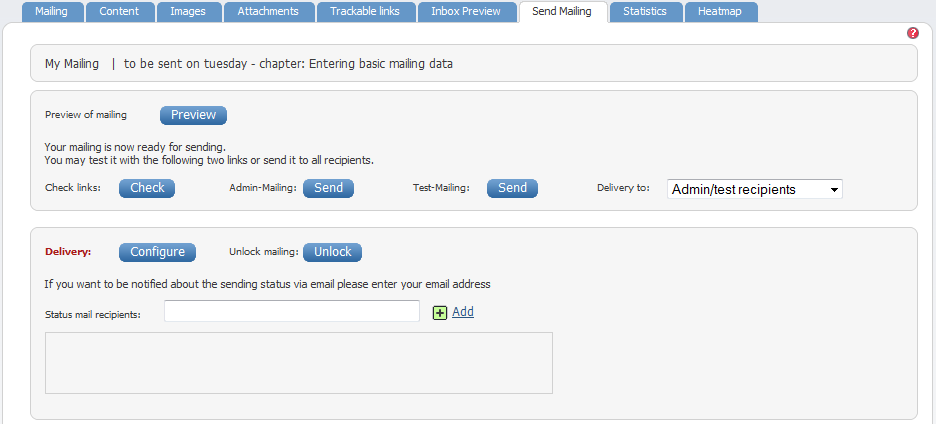 Mailing Content Images Attachments Trackable links Inbox Preview Send Mailing Statistics Heatmap
?
My Mailing | to be sent on tuesday - chapter: Entering basic mailing data
Preview of mailing Preview
Your mailing is now ready for sending.
You may test it with the following two links or send it to all recipients.
Check links: Check Admin-Mailing: Send Test-Mailing: Send Delivery to: Admin/test recipients
Delivery: Configure Unlock mailing: Unlock
If you want to be notified about the sending status via email please enter your email address
Status mail recipients: + Add